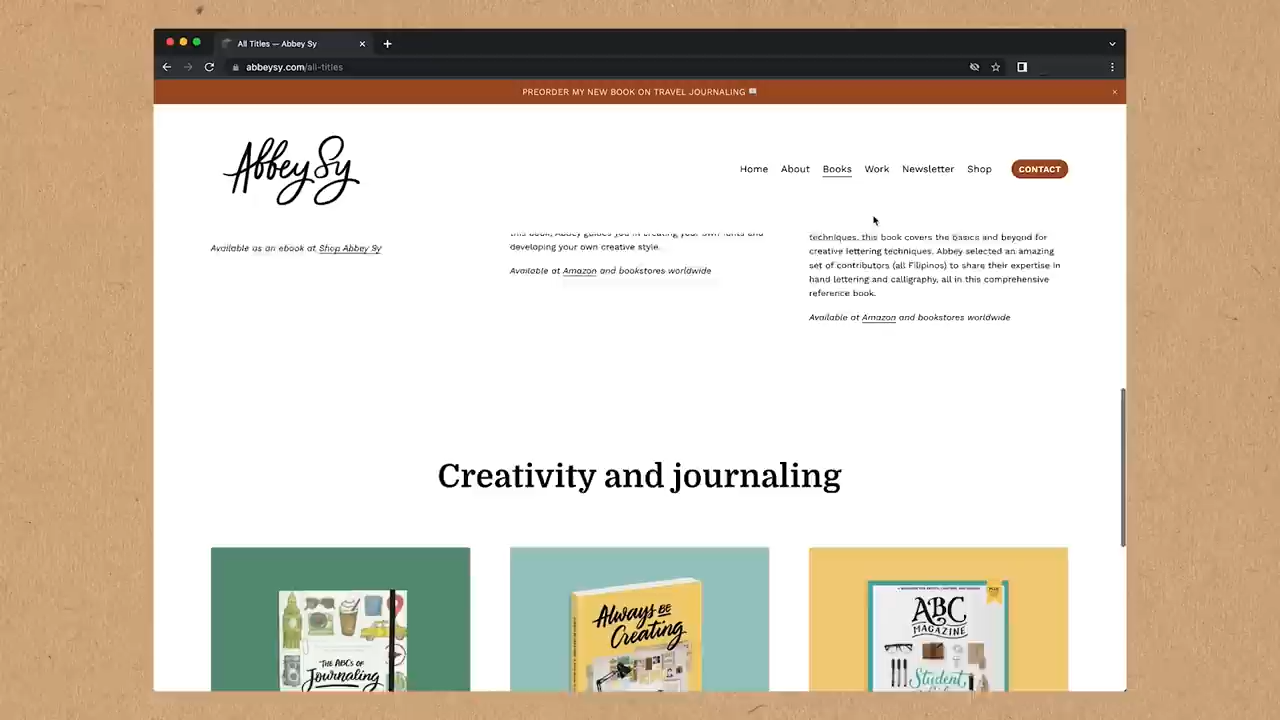 All Titles — Abbey Sy
abbeysy.com/all-titles
PREORDER MY NEW BOOK ON TRAVEL JOURNALING
Abbey Sy
Home About Books Work Newsletter Shop CONTACT
Available as an ebook at Shop Abbey Sy
this book, Abbey guides you in creating your own fonts and
developing your own creative style.
Available at Amazon and bookstores worldwide
techniques, this book covers the basics and beyond for
creative lettering techniques. Abbey selected an amazing
set of contributors (all Filipinos) to share their expertise in
hand lettering and calligraphy, all in this comprehensive
reference book.
Available at Amazon and bookstores worldwide
Creativity and journaling
THE ABCs OF
Journaling
Always BE
Creating
ABC
MAGAZINE
PLUS
Student